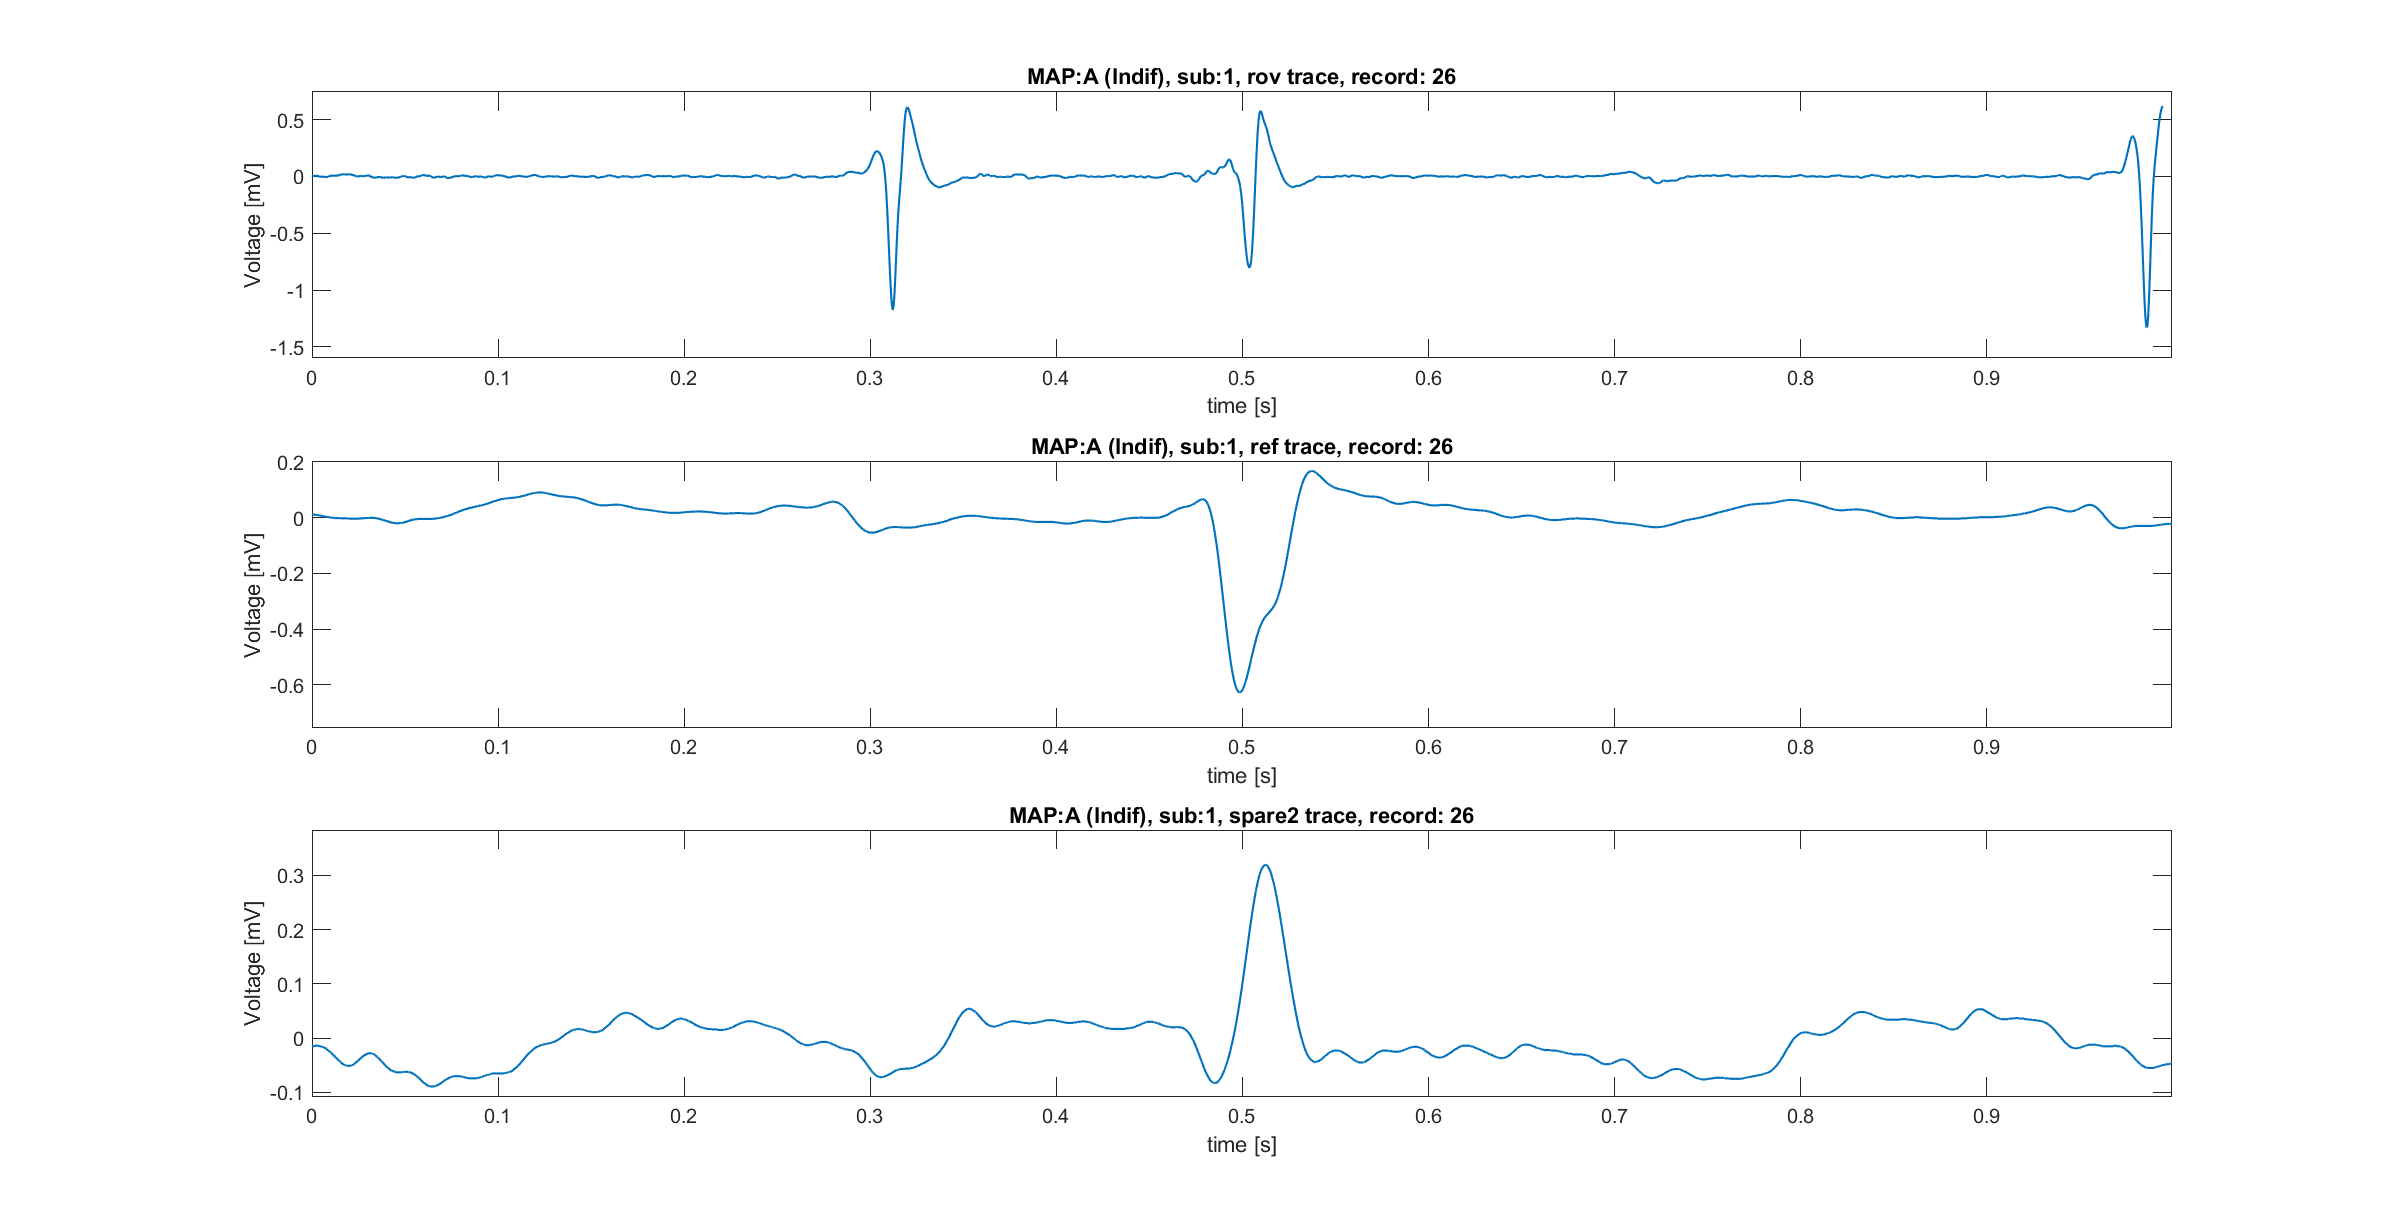 MAP:A (Indif), sub:1, rov trace, record: 26
Voltage [mV]
0.5
0
-0.5
-1
-1.5
0 0.1 0.2 0.3 0.4 0.5 0.6 0.7 0.8 0.9
time [s]
MAP:A (Indif), sub:1, ref trace, record: 26
Voltage [mV]
0.2
0
-0.2
-0.4
-0.6
0 0.1 0.2 0.3 0.4 0.5 0.6 0.7 0.8 0.9
time [s]
MAP:A (Indif), sub:1, spare2 trace, record: 26
Voltage [mV]
0.3
0.2
0.1
0
-0.1
0 0.1 0.2 0.3 0.4 0.5 0.6 0.7 0.8 0.9
time [s]